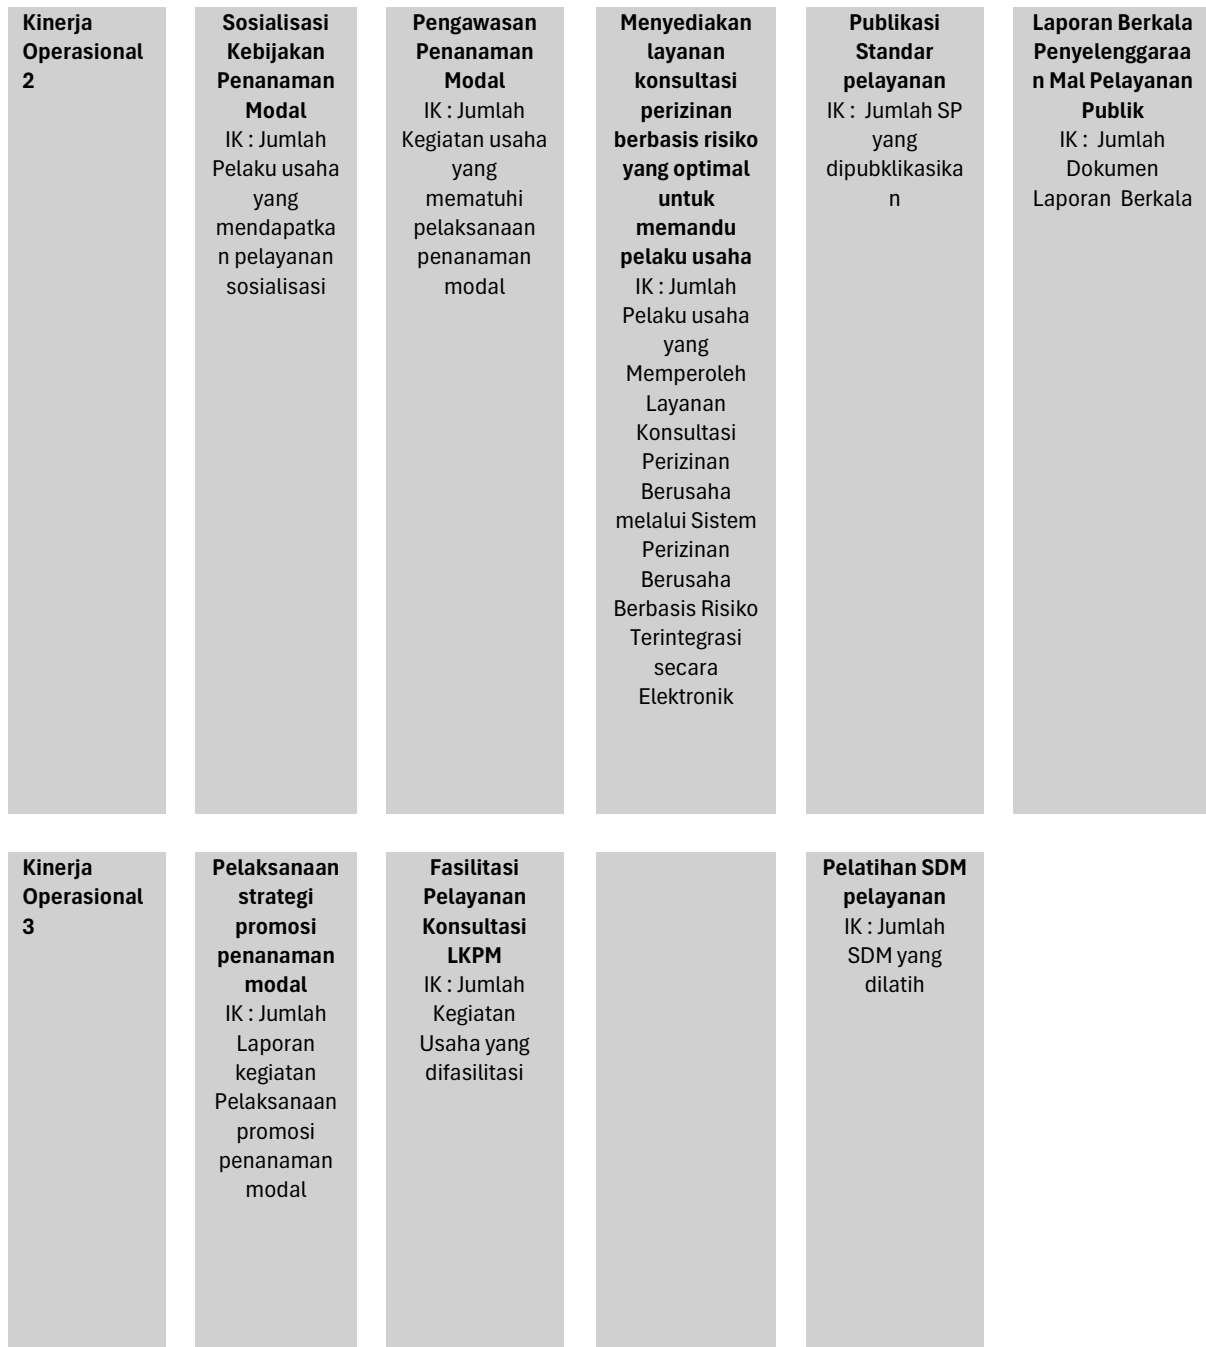 Kinerja
Operasional
2
Sosialisasi
Kebijakan
Penanaman
Modal
IK : Jumlah
Pelaku usaha
yang
mendapatka
n pelayanan
sosialisasi
Pengawasan
Penanaman
Modal
IK : Jumlah
Kegiatan usaha
yang
mematuhi
pelaksanaan
penanaman
modal
Menyediakan
layanan
konsultasi
perizinan
berbasis risiko
yang optimal
untuk
memandu
pelaku usaha
IK : Jumlah
Pelaku usaha
yang
Memperoleh
Layanan
Konsultasi
Perizinan
Berusaha
melalui Sistem
Perizinan
Berusaha
Berbasis Risiko
Terintegrasi
secara
Elektronik
Publikasi
Standar
pelayanan
IK : Jumlah SP
yang
dipubklikasika
n
Laporan Berkala
Penyelenggaraa
n Mal Pelayanan
Publik
IK : Jumlah
Dokumen
Laporan Berkala
Kinerja
Operasional
3
Pelaksanaan
strategi
promosi
penanaman
modal
IK : Jumlah
Laporan
kegiatan
Pelaksanaan
promosi
penanaman
modal
Fasilitasi
Pelayanan
Konsultasi
LKPM
IK : Jumlah
Kegiatan
Usaha yang
difasilitasi
Pelatihan SDM
pelayanan
IK : Jumlah
SDM yang
dilatih